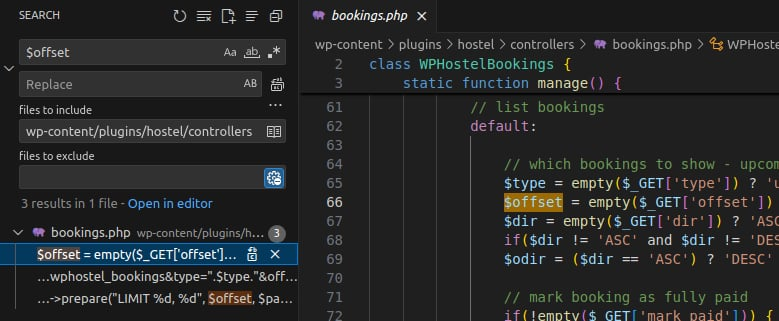 SEARCH
$offset
Aa ab .*
Replace
AB
files to include
wp-content/plugins/hostel/controllers
files to exclude
3 results in 1 file - Open in editor
bookings.php wp-content/plugins/h... 3
$offset = empty($_GET['offset']...
...wphostel_bookings&type=".$type."&off...
...->prepare("LIMIT %d, %d", $offset, $pa...
bookings.php
wp-content > plugins > hostel > controllers > bookings.php > WPHoste
2 class WPHostelBookings {
3 static function manage() {
61 // list bookings
62 default:
63
64 // which bookings to show - upcom
65 $type = empty($_GET['type']) ? 'u
66 $offset = empty($_GET['offset'])
67 $dir = empty($_GET['dir']) ? 'ASC
68 if($dir != 'ASC' and $dir != 'DES
69 $odir = ($dir == 'ASC') ? 'DESC'
70
71 // mark booking as fully paid
72 if(!empty($_GET['mark_paid'])) {